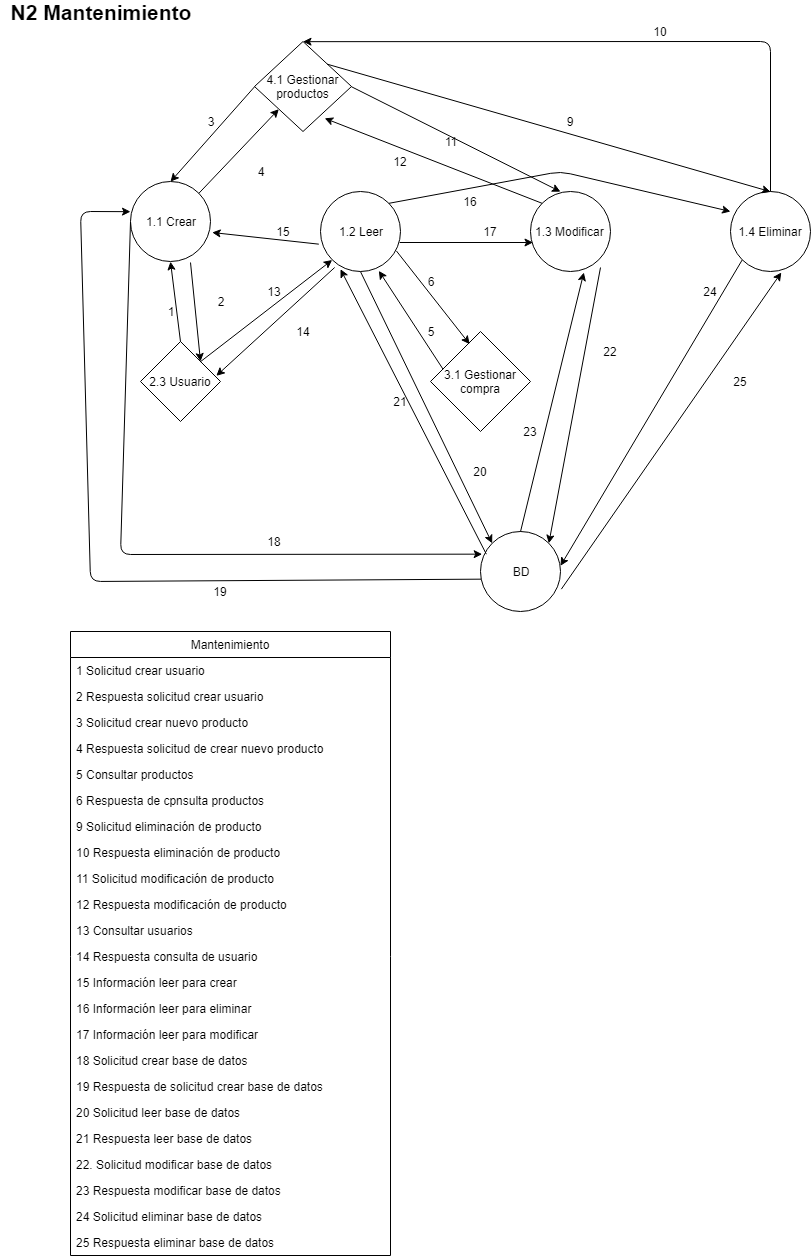 N2 Mantenimiento
10
4.1 Gestionar
productos
3
9
11
12
4
16
1.1 Crear
15
1.2 Leer
17
1.3 Modificar
1.4 Eliminar
6
13
2
24
1
14
5
22
2.3 Usuario
3.1 Gestionar
compra
25
21
23
20
18
BD
19
Mantenimiento
1 Solicitud crear usuario
2 Respuesta solicitud crear usuario
3 Solicitud crear nuevo producto
4 Respuesta solicitud de crear nuevo producto
5 Consultar productos
6 Respuesta de cpnsulta productos
9 Solicitud eliminación de producto
10 Respuesta eliminación de producto
11 Solicitud modificación de producto
12 Respuesta modificación de producto
13 Consultar usuarios
14 Respuesta consulta de usuario
15 Información leer para crear
16 Información leer para eliminar
17 Información leer para modificar
18 Solicitud crear base de datos
19 Respuesta de solicitud crear base de datos
20 Solicitud leer base de datos
21 Respuesta leer base de datos
22. Solicitud modificar base de datos
23 Respuesta modificar base de datos
24 Solicitud eliminar base de datos
25 Respuesta eliminar base de datos